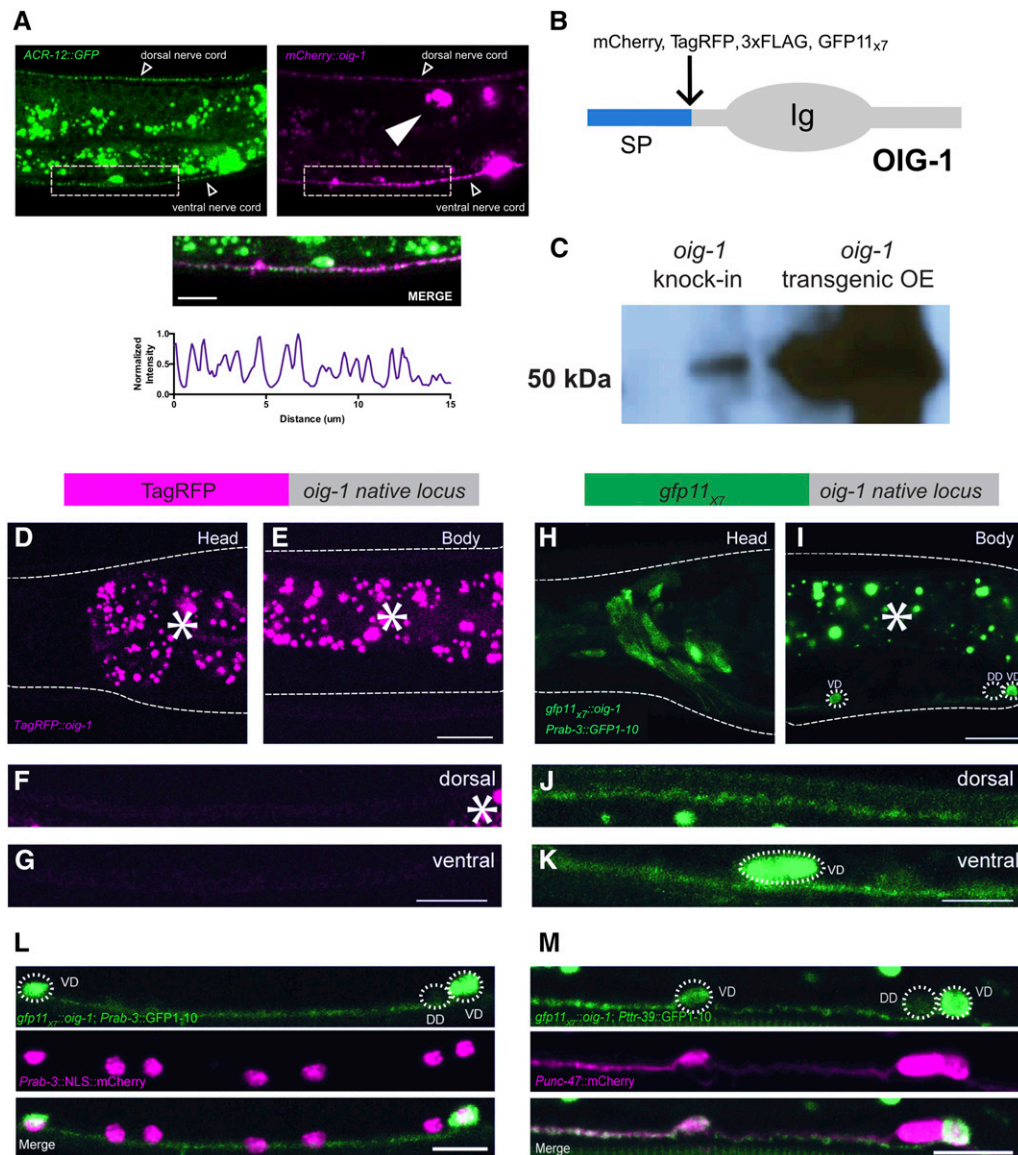 A
ACR-12::GFP
dorsal nerve cord
ventral nerve cord
mCherry::oig-1
dorsal nerve cord
ventral nerve cord
MERGE
Normalized
Intensity
1.0
0.5
0.0
0
5
10
15
Distance (um)
B
mCherry, TagRFP, 3xFLAG, GFP11x7
SP
Ig
OIG-1
C
oig-1
knock-in
oig-1
transgenic OE
50 kDa
TagRFP
oig-1 native locus
gfp11x7
oig-1 native locus
D
Head
TagRFP::oig-1
E
Body
F
dorsal
G
ventral
H
Head
gfp11x7::oig-1
Prab-3::GFP1-10
I
Body
VD
DD
VD
J
dorsal
K
ventral
VD
L
VD
DD
VD
gfp11x7::oig-1; Prab-3::GFP1-10
Prab-3::NLS::mCherry
Merge
M
VD
DD
VD
gfp11x7::oig-1; Pttr-39::GFP1-10
Punc-47::mCherry
Merge